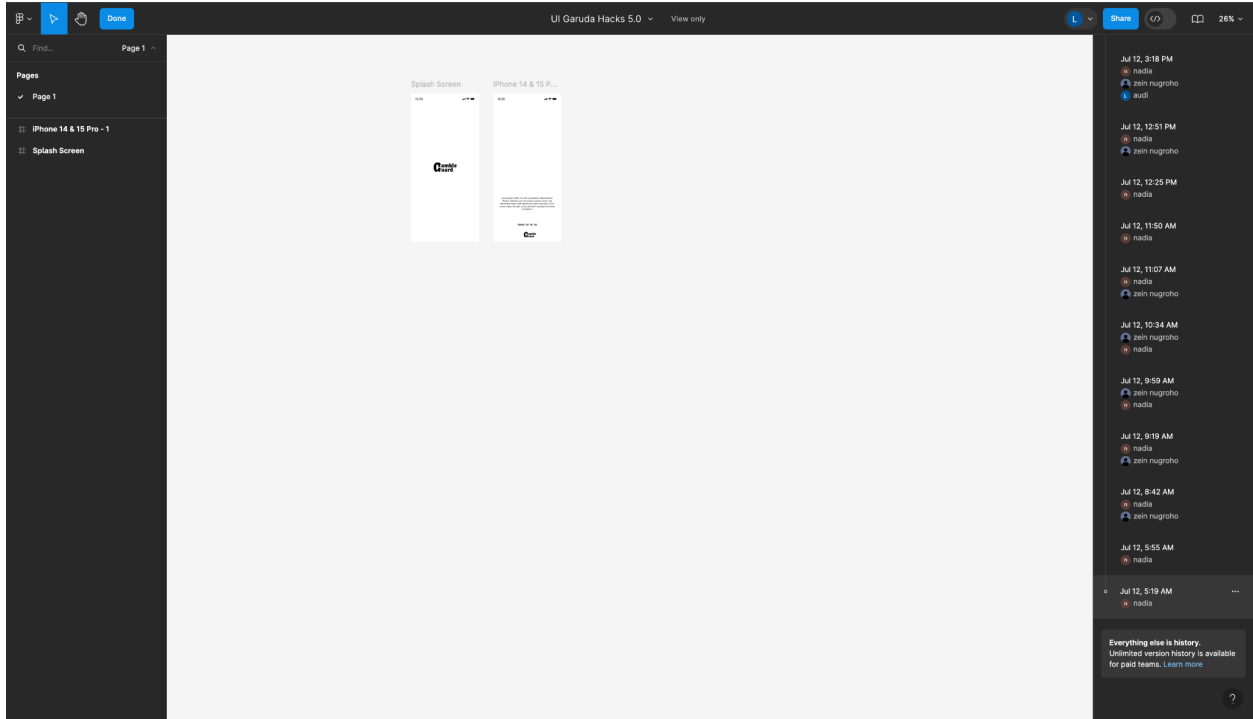 Done
UI Garuda Hacks 5.0
View only
L
Share
26%
Find...
Page 1
Pages
Page 1
iPhone 14 & 15 Pro - 1
Splash Screen
Splash Screen
iPhone 14 & 15 P...
Guard
Jul 12, 3:18 PM
n nadia
zein nugroho
L audi
Jul 12, 12:51 PM
n nadia
zein nugroho
Jul 12, 12:25 PM
n nadia
Jul 12, 11:50 AM
n nadia
Jul 12, 11:07 AM
n nadia
zein nugroho
Jul 12, 10:34 AM
zein nugroho
n nadia
Jul 12, 9:59 AM
zein nugroho
n nadia
Jul 12, 9:19 AM
n nadia
zein nugroho
Jul 12, 8:42 AM
n nadia
zein nugroho
Jul 12, 5:55 AM
n nadia
Jul 12, 5:19 AM
n nadia
Everything else is history.
Unlimited version history is available
for paid teams. Learn more
?